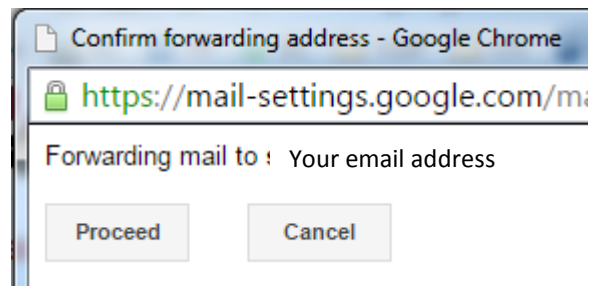 Confirm forwarding address - Google Chrome
https://mail-settings.google.com/ma
Forwarding mail to s Your email address
Proceed Cancel